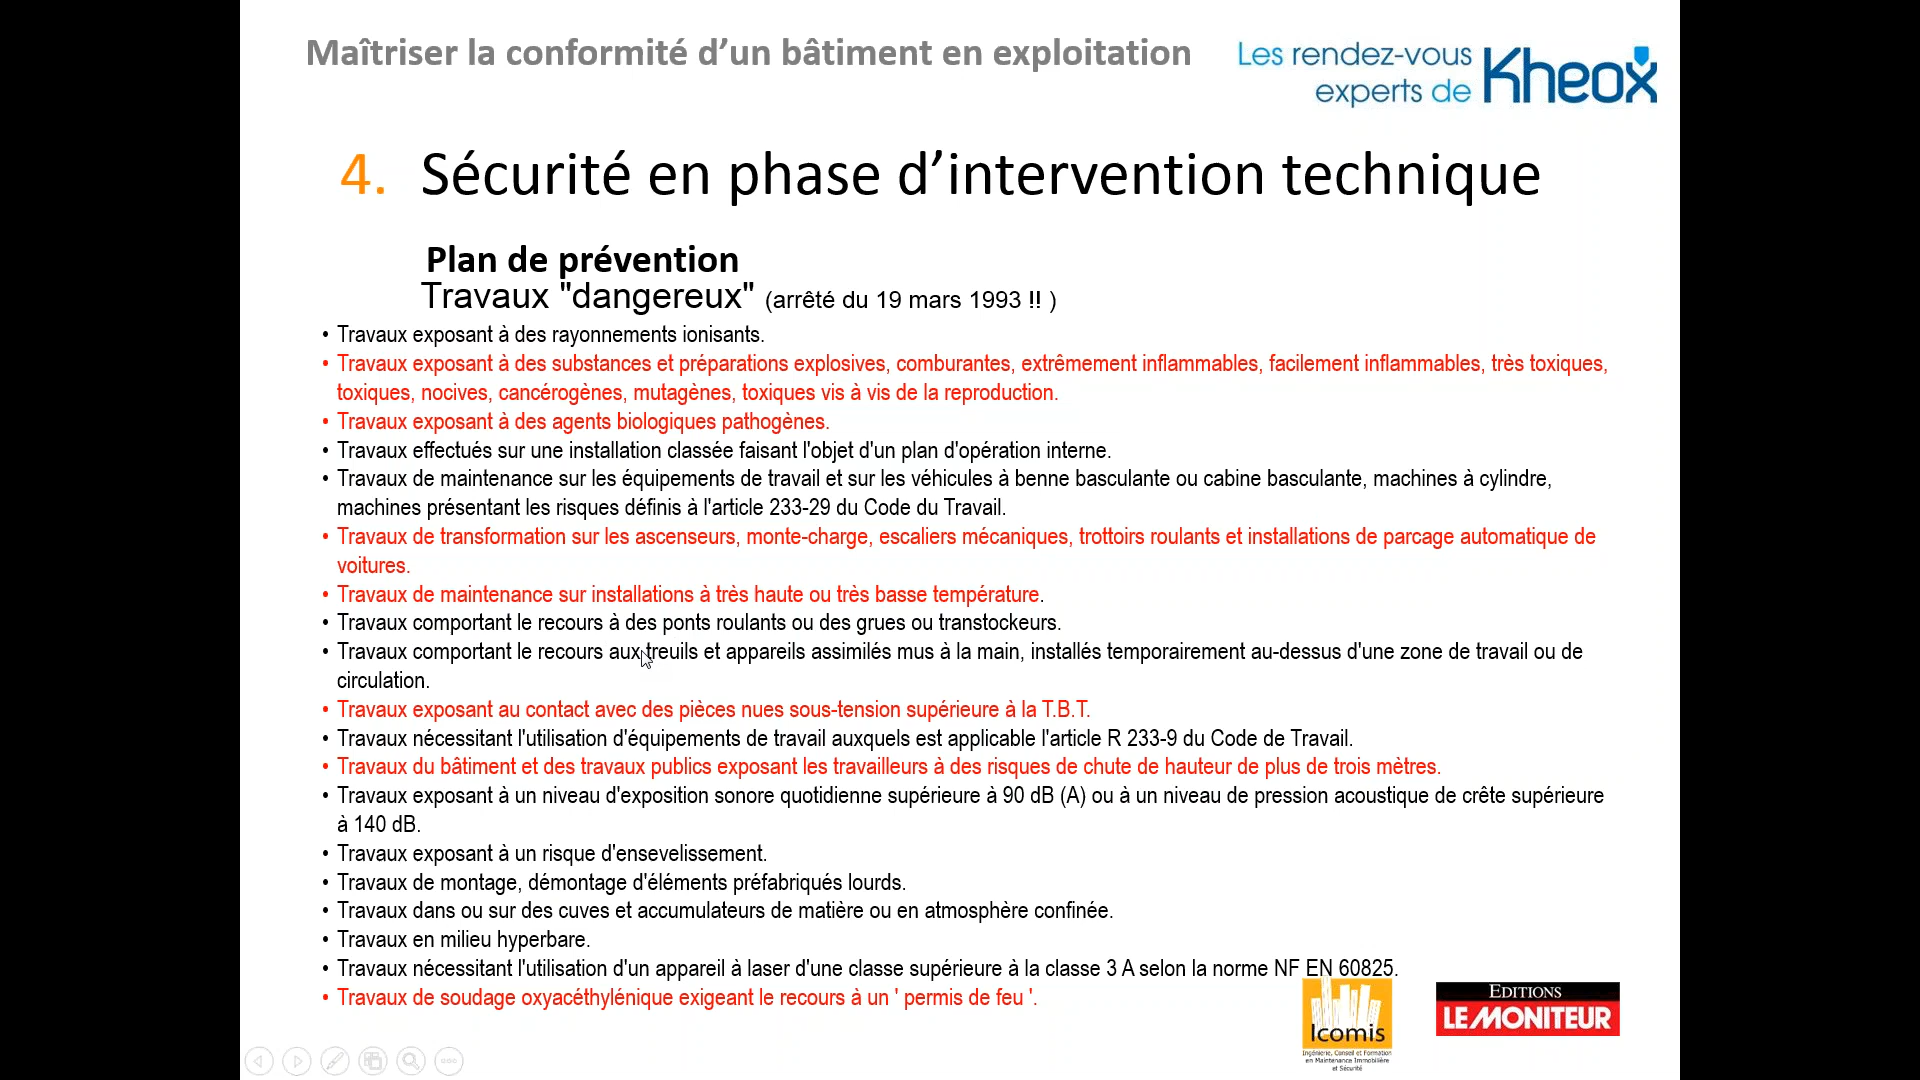 Maîtriser la conformité d’un bâtiment en exploitation
Les rendez-vous
experts de Kheox
4. Sécurité en phase d’intervention technique
Plan de prévention
Travaux "dangereux" (arrêté du 19 mars 1993 !! )
• Travaux exposant à des rayonnements ionisants.
• Travaux exposant à des substances et préparations explosives, comburantes, extrêmement inflammables, facilement inflammables, très toxiques,
toxiques, nocives, cancérogènes, mutagènes, toxiques vis à vis de la reproduction.
• Travaux exposant à des agents biologiques pathogènes.
• Travaux effectués sur une installation classée faisant l'objet d'un plan d'opération interne.
• Travaux de maintenance sur les équipements de travail et sur les véhicules à benne basculante ou cabine basculante, machines à cylindre,
machines présentant les risques définis à l'article 233-29 du Code du Travail.
• Travaux de transformation sur les ascenseurs, monte-charge, escaliers mécaniques, trottoirs roulants et installations de parcage automatique de
voitures.
• Travaux de maintenance sur installations à très haute ou très basse température.
• Travaux comportant le recours à des ponts roulants ou des grues ou transtockeurs.
• Travaux comportant le recours aux treuils et appareils assimilés mus à la main, installés temporairement au-dessus d'une zone de travail ou de
circulation.
• Travaux exposant au contact avec des pièces nues sous-tension supérieure à la T.B.T.
• Travaux nécessitant l'utilisation d'équipements de travail auxquels est applicable l'article R 233-9 du Code de Travail.
• Travaux du bâtiment et des travaux publics exposant les travailleurs à des risques de chute de hauteur de plus de trois mètres.
• Travaux exposant à un niveau d'exposition sonore quotidienne supérieure à 90 dB (A) ou à un niveau de pression acoustique de crête supérieure
à 140 dB.
• Travaux exposant à un risque d'ensevelissement.
• Travaux de montage, démontage d'éléments préfabriqués lourds.
• Travaux dans ou sur des cuves et accumulateurs de matière ou en atmosphère confinée.
• Travaux en milieu hyperbare.
• Travaux nécessitant l'utilisation d'un appareil à laser d'une classe supérieure à la classe 3 A selon la norme NF EN 60825.
• Travaux de soudage oxyacéthylénique exigeant le recours à un ' permis de feu '.
Icomis
Ingénierie, Conseil et Formation
en Maintenance Immobilière
et Sécurité
EDITIONS
LE MONITEUR